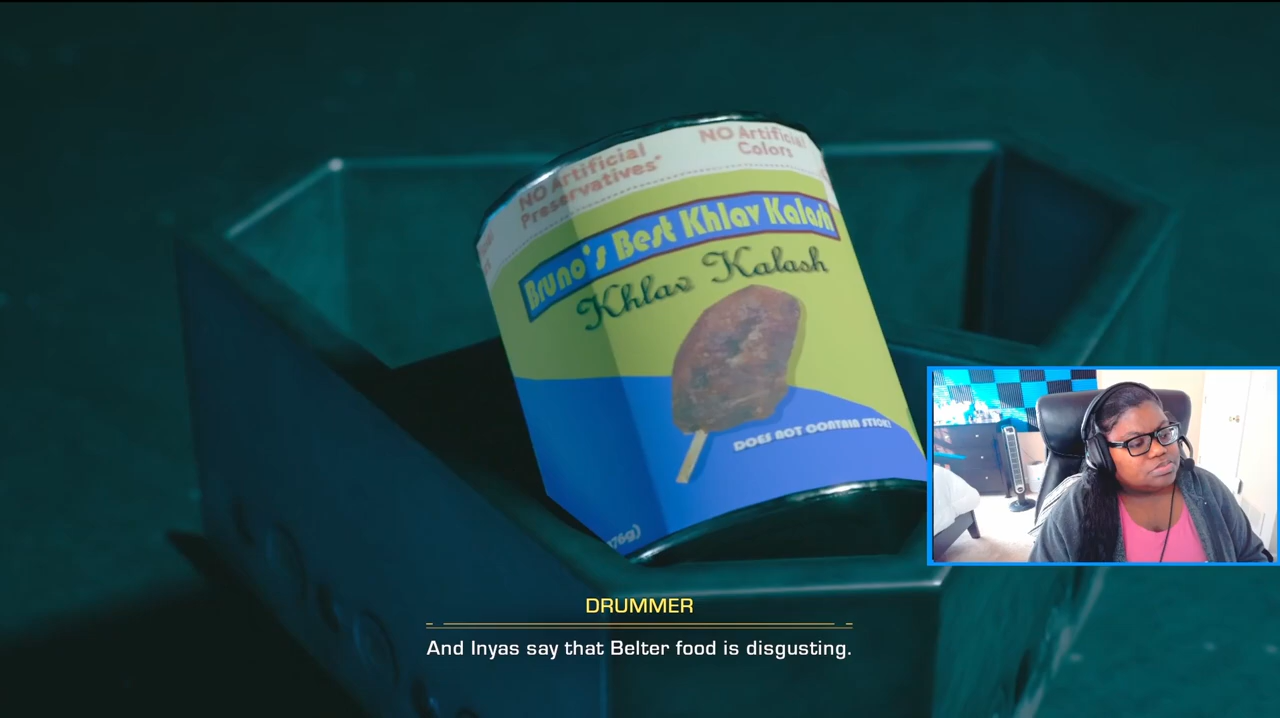 NO Artificial
Preservatives*
NO Artificial
Colors
Bruno's Best Khlav Kalash
Khlav Kalash
DOES NOT CONTAIN STICK!
DRUMMER
And Inyas say that Belter food is disgusting.